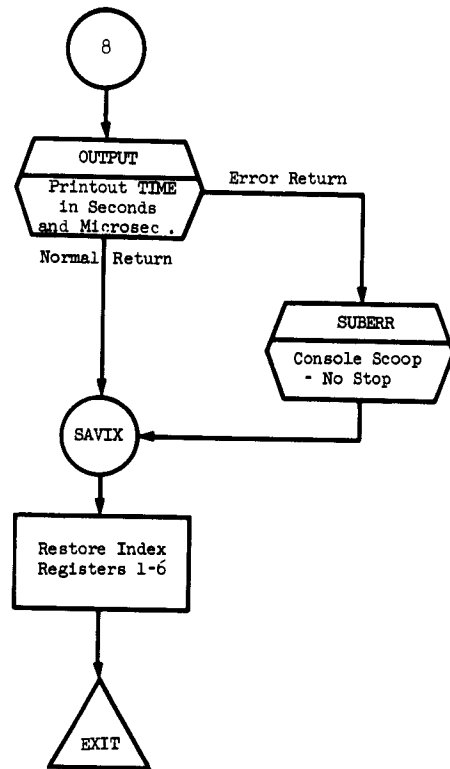 8
OUTPUT
Printout TIME
in Seconds
and Microsec .
Error Return
Normal Return
SUBERR
Console Scoop
- No Stop
SAVIX
Restore Index
Registers 1-6
EXIT